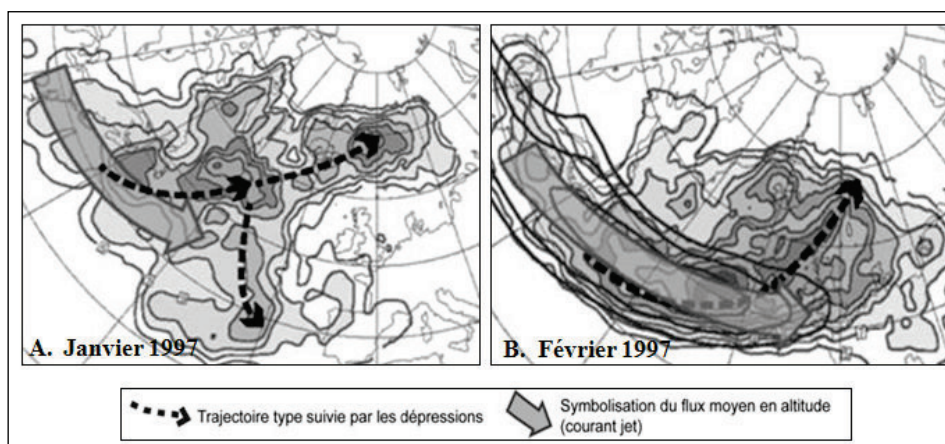 A. Janvier 1997
B. Février 1997
Trajectoire type suivie par les dépressions
Symbolisation du flux moyen en altitude
(courant jet)